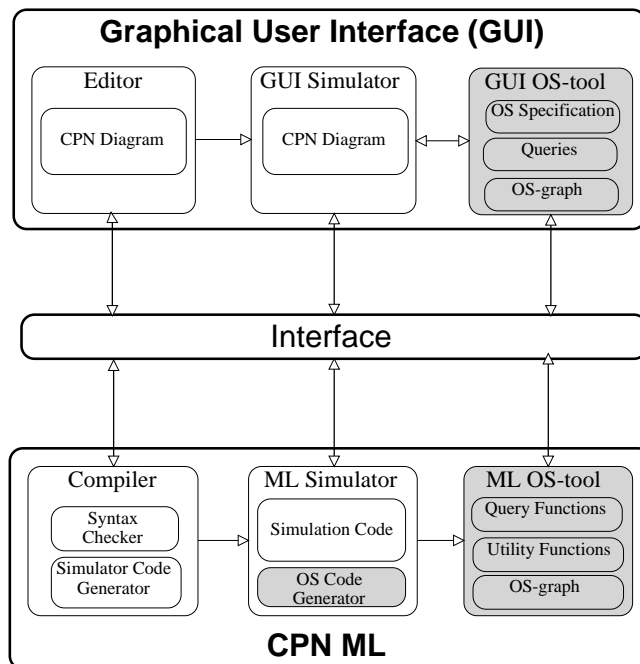 Graphical User Interface (GUI)
Editor
CPN Diagram
GUI Simulator
CPN Diagram
GUI OS-tool
OS Specification
Queries
OS-graph
Interface
Compiler
Syntax
Checker
Simulator Code
Generator
ML Simulator
Simulation Code
OS Code
Generator
ML OS-tool
Query Functions
Utility Functions
OS-graph
CPN ML